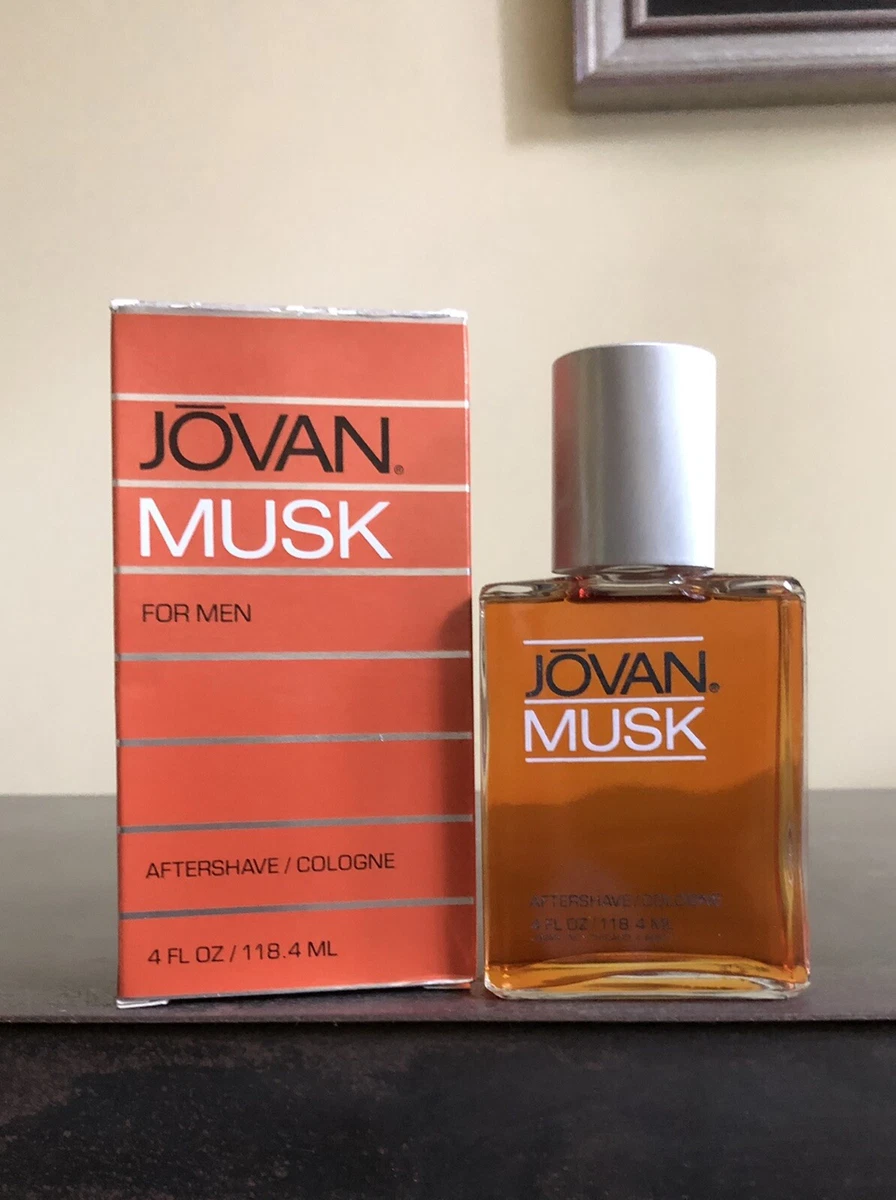 JŌVAN®
MUSK
FOR MEN
AFTERSHAVE / COLOGNE
4 FL OZ / 118.4 ML
JŌVAN®
MUSK
AFTERSHAVE / COLOGNE
4 FL OZ / 118.4 ML